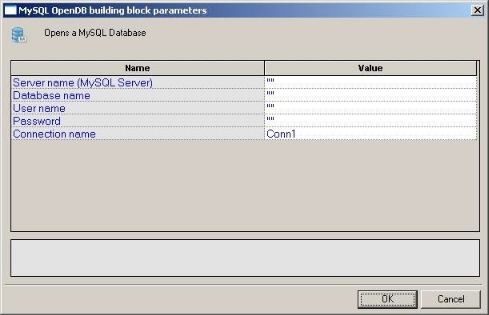 MySQL OpenDB building block parameters
Opens a MySQL Database
Name Value
Server name (MySQL Server) ""
Database name ""
User name ""
Password ""
Connection name Conn1
OK Cancel